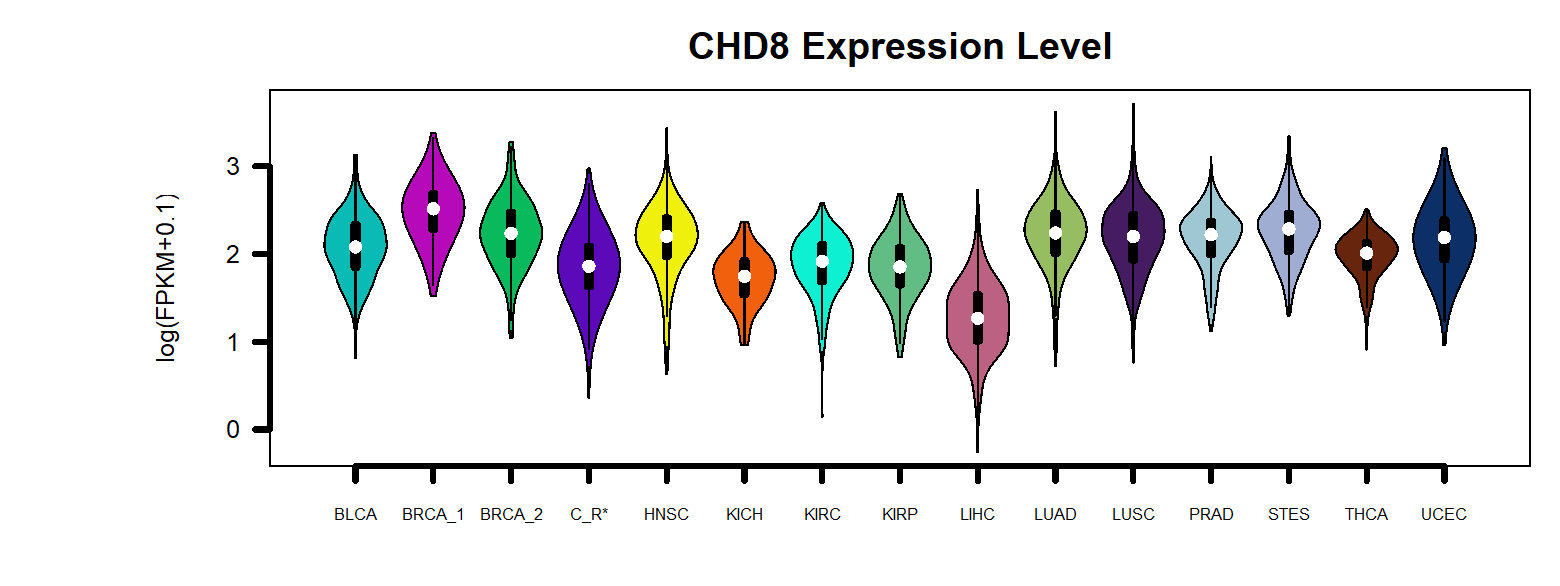 CHD8 Expression Level
log(FPKM+0.1)
3
2
1
0
BLCA BRCA_1 BRCA_2 C_R* HNSC KICH KIRC KIRP LIHC LUAD LUSC PRAD STES THCA UCEC